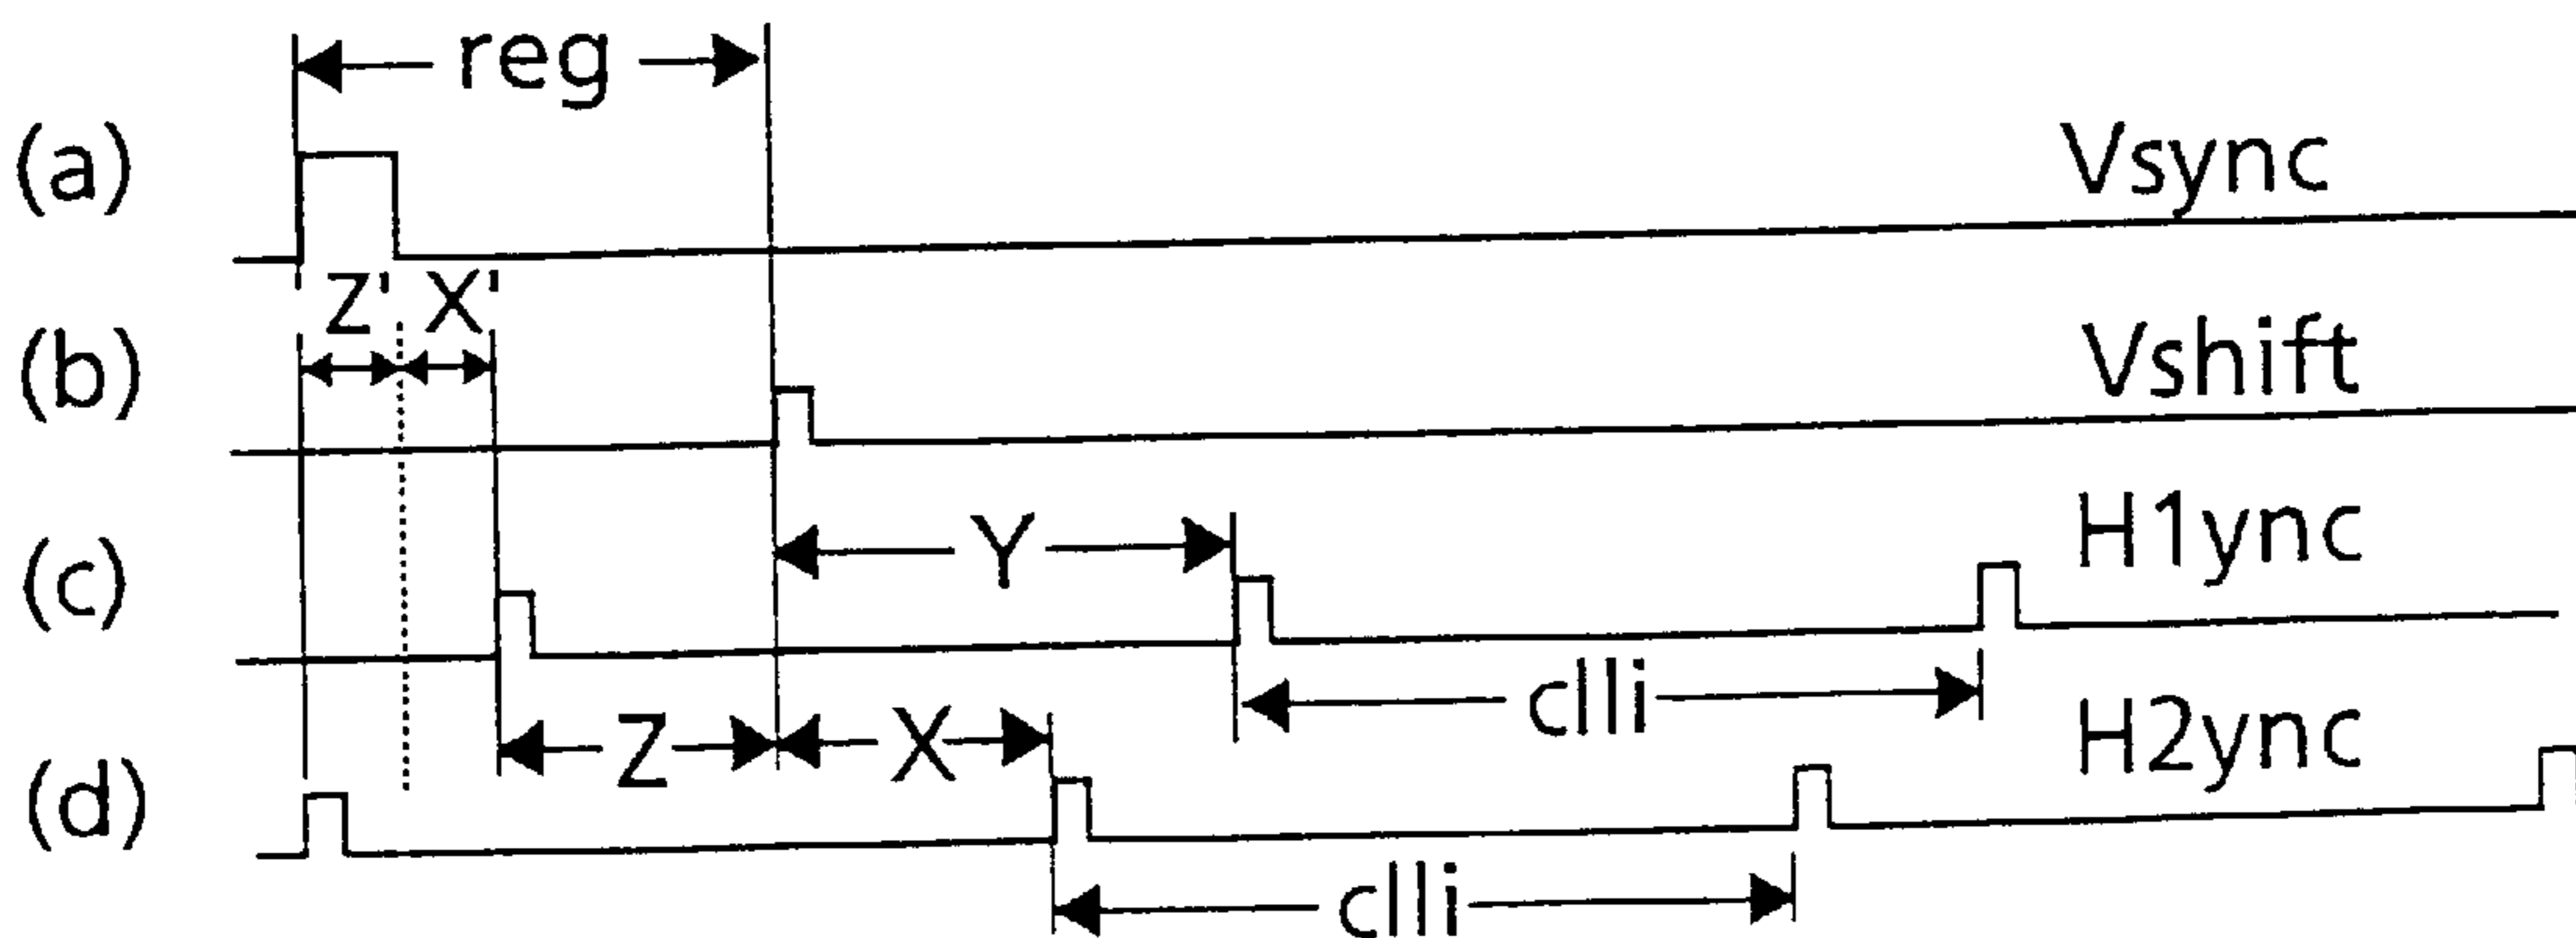 reg
(a)
Vsync
Z' X'
(b)
Vshift
Y
H1ync
(c)
clli
Z
X
H2ync
(d)
clli